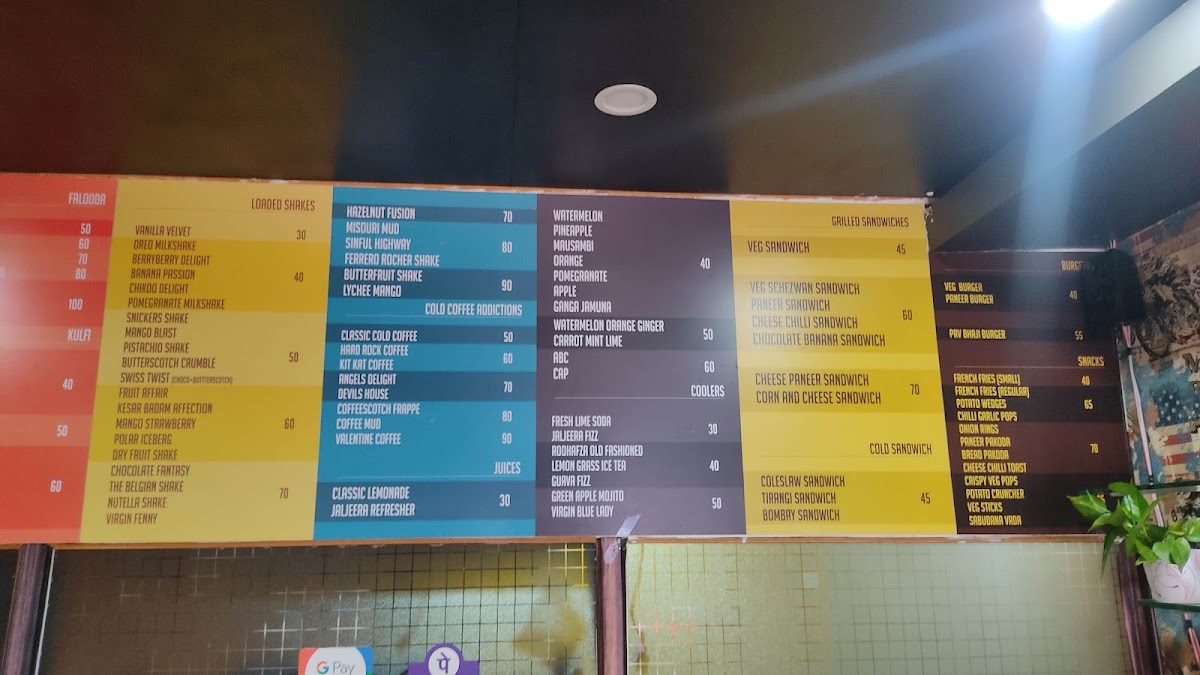 FALOODA
50
60
70
80
100
KULFI
40
50
60
LOADED SHAKES
VANILLA VELVET 30
OREO MILKSHAKE
BERRYBERRY DELIGHT
BANANA PASSION 40
CHIKOO DELIGHT
POMEGRANATE MILKSHAKE
SNICKERS SHAKE
MANGO BLAST
PISTACHIO SHAKE
BUTTERSCOTCH CRUMBLE 50
SWISS TWIST (CHOCO+BUTTERSCOTCH)
FRUIT AFFAIR
KESAR BADAM AFFECTION
MANGO STRAWBERRY 60
POLAR ICEBERG
DRY FRUIT SHAKE
CHOCOLATE FANTASY
THE BELGIAN SHAKE
NUTELLA SHAKE 70
VIRGIN FENNY
HAZELNUT FUSION 70
MISOURI MUD
SINFUL HIGHWAY 80
FERRERO ROCHER SHAKE
BUTTERFRUIT SHAKE
LYCHEE MANGO 90
COLD COFFEE ADDICTIONS
CLASSIC COLD COFFEE 50
HARD ROCK COFFEE
KIT KAT COFFEE 60
ANGELS DELIGHT
DEVILS HOUSE 70
COFFEESCOTCH FRAPPE
COFFEE MUD 80
VALENTINE COFFEE 90
JUICES
CLASSIC LEMONADE
JALJEERA REFRESHER 30
WATERMELON
PINEAPPLE
MAUSAMBI
ORANGE 40
POMEGRANATE
APPLE
GANGA JAMUNA
WATERMELON ORANGE GINGER
CARROT MINT LIME 50
ABC
CAP 60
COOLERS
FRESH LIME SODA
JALJEERA FIZZ 30
ROOHAFZA OLD FASHIONED
LEMON GRASS ICE TEA 40
GUAVA FIZZ
GREEN APPLE MOJITO
VIRGIN BLUE LADY 50
GRILLED SANDWICHES
VEG SANDWICH 45
VEG SCHEZWAN SANDWICH
PANEER SANDWICH
CHEESE CHILLI SANDWICH 60
CHOCOLATE BANANA SANDWICH
CHEESE PANEER SANDWICH
CORN AND CHEESE SANDWICH 70
COLD SANDWICH
COLESLAW SANDWICH
TIRANGI SANDWICH 45
BOMBAY SANDWICH
BURGE
VEG BURGER
PANEER BURGER 40
PAV BHAJI BURGER 55
SNACKS
FRENCH FRIES (SMALL) 40
FRENCH FRIES (REGULAR)
POTATO WEDGES 65
CHILLI GARLIC POPS
ONION RINGS
PANEER PAKODA
BREAD PAKODA 70
CHEESE CHILLI TOAST
CRISPY VEG POPS
POTATO CRUNCHER
VEG STICKS
SABUDANA VADA
G Pay
पे